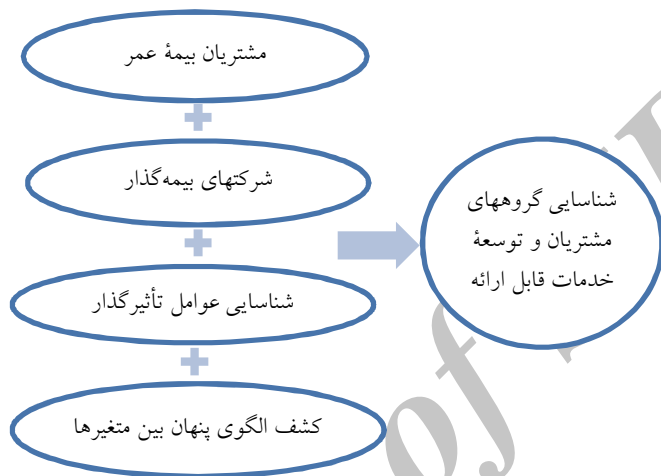 مشتریان بیمهٔ عمر
شرکتهای بیمه‌گذار
شناسایی عوامل تأثیرگذار
کشف الگوی پنهان بین متغیرها
شناسایی گروههای
مشتریان و توسعهٔ
خدمات قابل ارائه
of